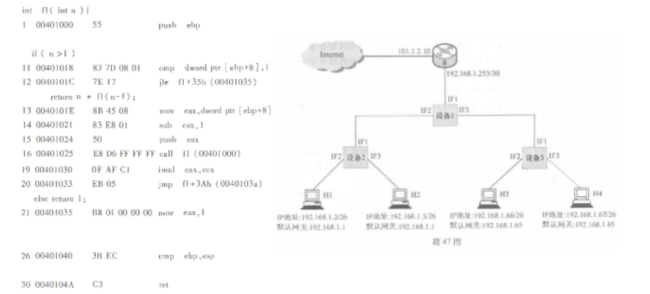 int f1( int n ){
1 00401000 55 push ebp
if ( n >1 )
11 00401018 83 7D 08 01 cmp dword ptr [ebp+8],1
12 0040101C 7E 17 jle f1+35h (00401035)
return n * f1(n-1);
13 0040101E 8B 45 08 mov eax,dword ptr [ebp+8]
14 00401021 83 E8 01 sub eax,1
15 00401024 50 push eax
16 00401025 E8 D6 FF FF FF call f1 (00401000)
19 00401030 0F AF C1 imul eax,ecx
20 00401033 EB 05 jmp f1+3Ah (0040103a)
else return 1;
21 00401035 B8 01 00 00 00 mov eax,1
26 00401040 3B EC cmp ebp,esp
30 0040104A C3 ret
Internet
101.1.2.10
R
192.168.1.253/30
IF1
IF2 设备1 IF3
IF1 IF1
IF2 设备2 IF3
IF2 设备3 IF3
H1 H2 H3 H4
IP地址:192.168.1.2/26 IP地址:192.168.1.3/26 IP地址:192.168.1.66/26 IP地址:192.168.1.67/26
默认网关:192.168.1.1 默认网关:192.168.1.1 默认网关:192.168.1.65 默认网关:192.168.1.65
题 47 图